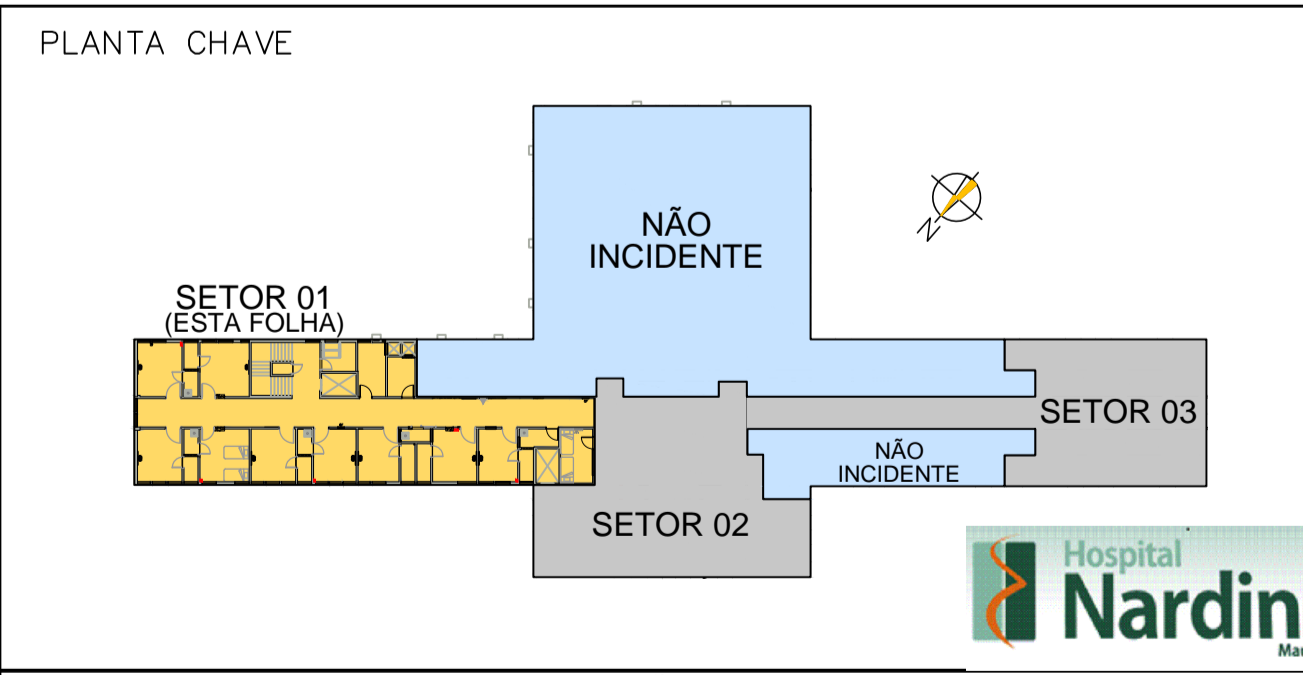 PLANTA CHAVE
NÃO
INCIDENTE
N
SETOR 01
(ESTA FOLHA)
SETOR 03
NÃO
INCIDENTE
SETOR 02
Hospital
Nardin